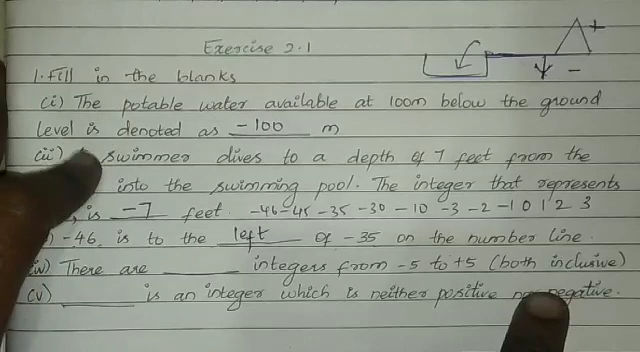 Exercise 2.1
+
1. Fill in the blanks
-
(i) The potable water available at 100m below the ground
level is denoted as -100 m
(ii) swimmer dives to a depth of 7 feet from the
into the swimming pool. The integer that represents
is -7 feet. -46 -45 -35 -30 -10 -3 -2 -1 0 1 2 3
) -46, is to the left of -35 on the number line.
(iv) There are ______ integers from -5 to +5 (both inclusive)
(v) ______ is an integer which is neither positive negative.